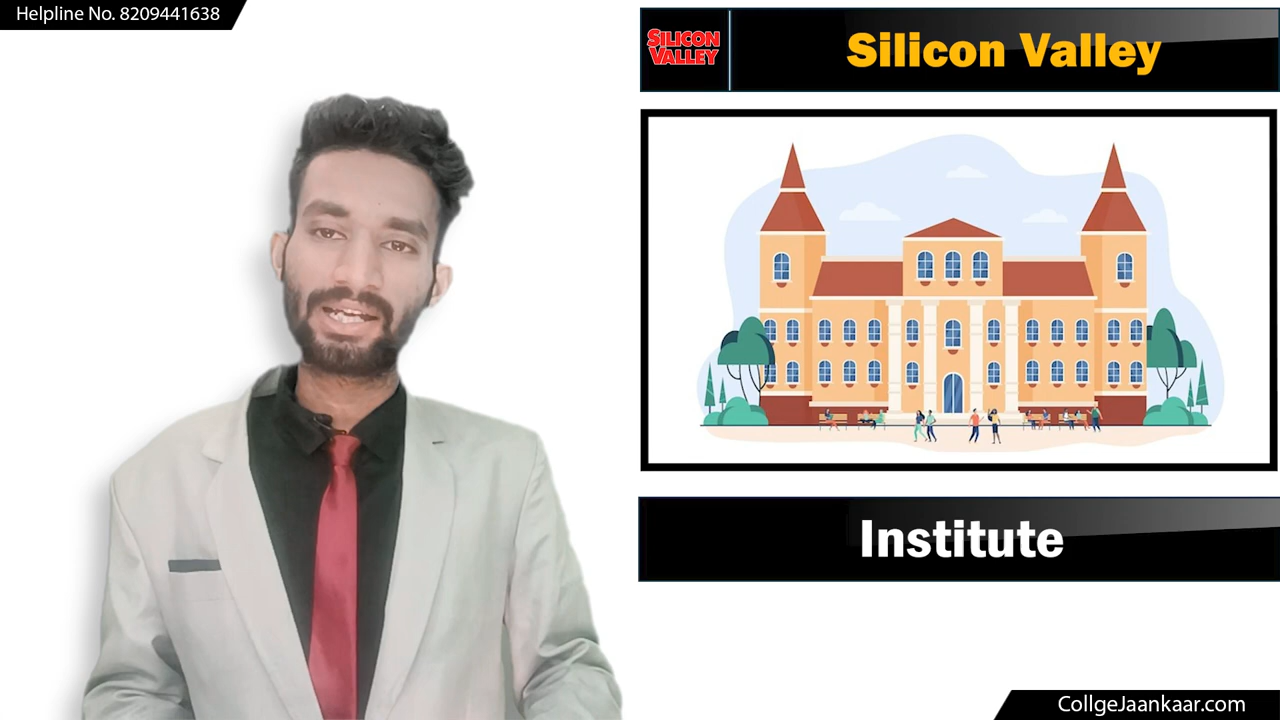 Helpline No. 8209441638
SILICON
VALLEY
Silicon Valley
Institute
CollgeJaankaar.com